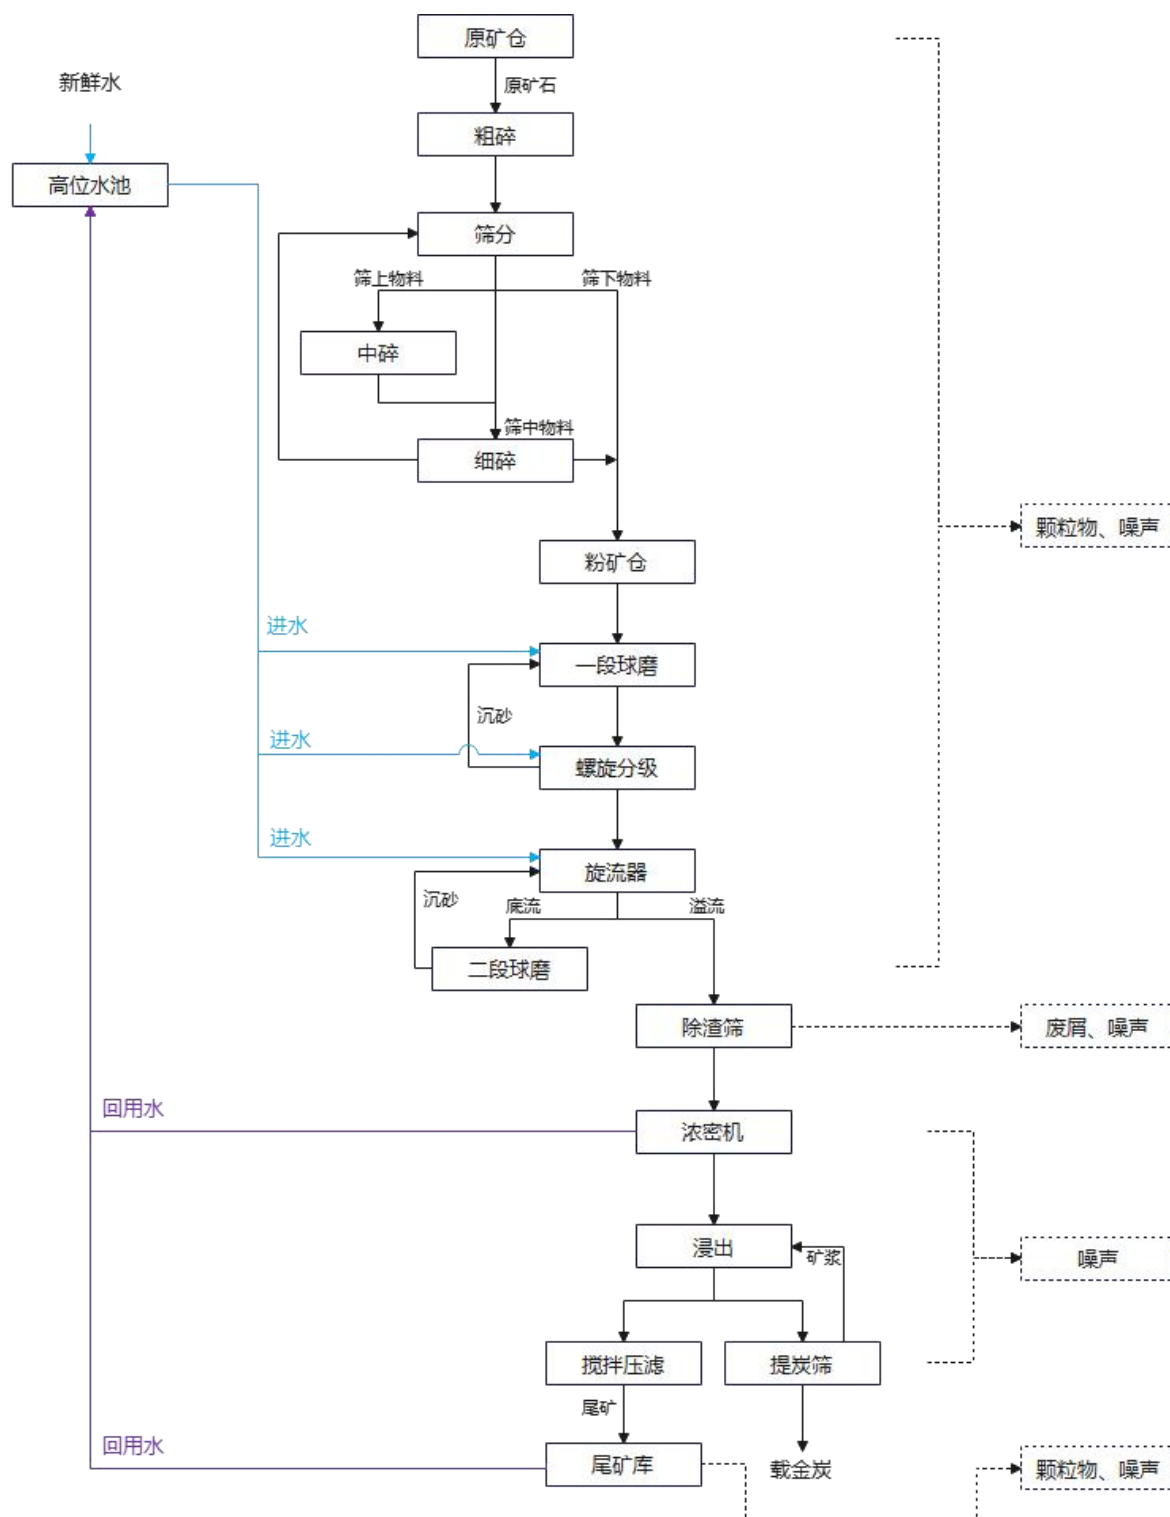 原矿仓
新鲜水
原矿石
粗碎
高位水池
筛分
筛上物料
筛下物料
中碎
筛中物料
细碎
颗粒物、噪声
粉矿仓
进水
一段球磨
沉砂
进水
螺旋分级
进水
旋流器
沉砂
底流
溢流
二段球磨
除渣筛
废屑、噪声
回用水
浓密机
浸出
矿浆
噪声
搅拌压滤
提炭筛
尾矿
回用水
尾矿库
载金炭
颗粒物、噪声